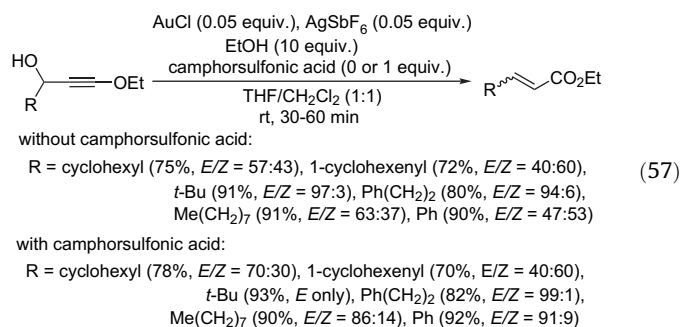 AuCl (0.05 equiv.), AgSbF6 (0.05 equiv.)
EtOH (10 equiv.)
camphorsulfonic acid (0 or 1 equiv.)
THF/CH2Cl2 (1:1)
rt, 30-60 min
HO
R
OEt
R
CO2Et
without camphorsulfonic acid:
R = cyclohexyl (75%, E/Z = 57:43), 1-cyclohexenyl (72%, E/Z = 40:60),
t-Bu (91%, E/Z = 97:3), Ph(CH2)2 (80%, E/Z = 94:6),
Me(CH2)7 (91%, E/Z = 63:37), Ph (90%, E/Z = 47:53)
(57)
with camphorsulfonic acid:
R = cyclohexyl (78%, E/Z = 70:30), 1-cyclohexenyl (70%, E/Z = 40:60),
t-Bu (93%, E only), Ph(CH2)2 (82%, E/Z = 99:1),
Me(CH2)7 (90%, E/Z = 86:14), Ph (92%, E/Z = 91:9)